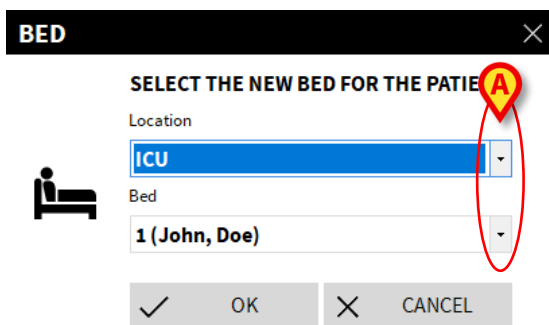 BED
SELECT THE NEW BED FOR THE PATIE
A
Location
ICU
Bed
1 (John, Doe)
OK
CANCEL